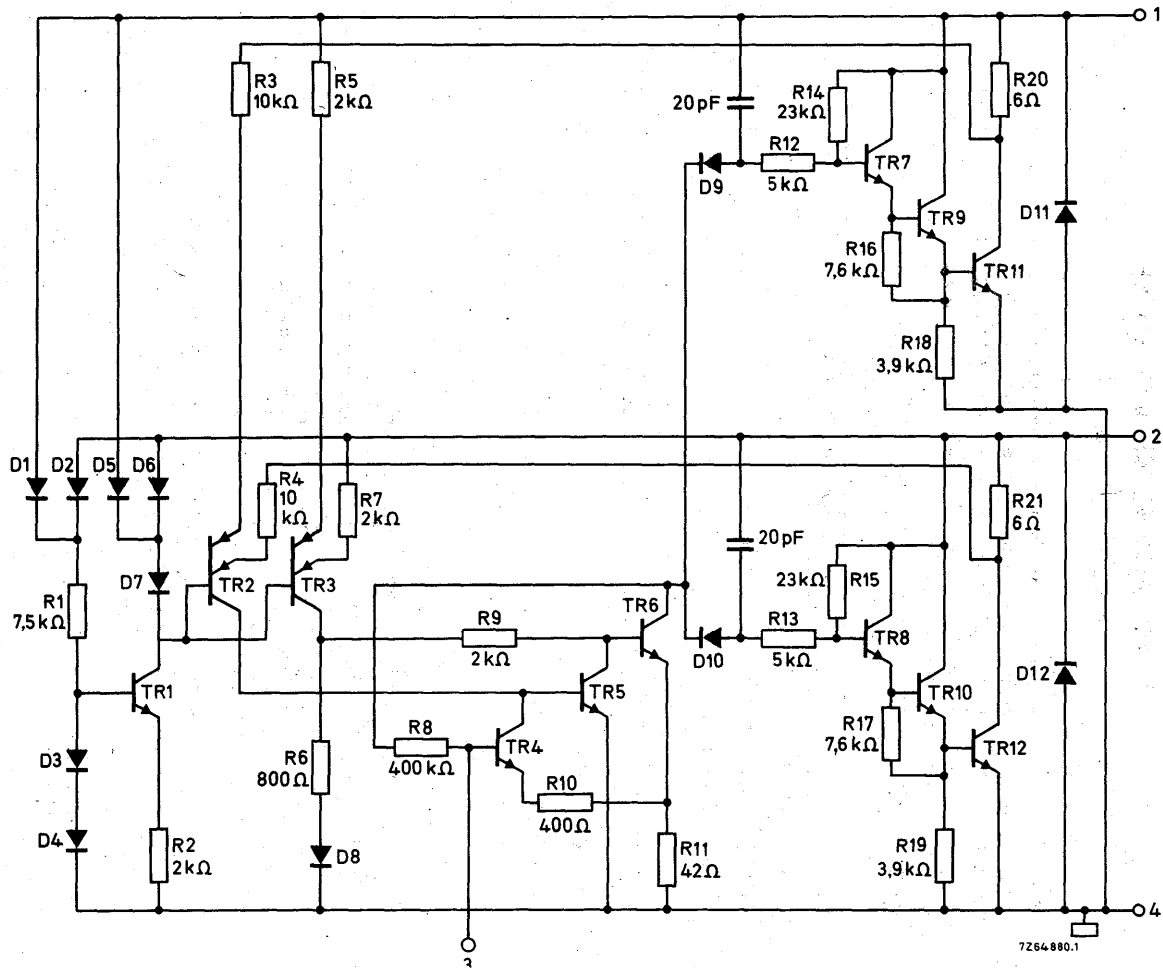 1
R3
10kΩ
R5
2kΩ
20pF
R14
23kΩ
R20
6Ω
R12
5kΩ
D9
TR7
TR9
D11
R16
7,6kΩ
TR11
R18
3,9kΩ
2
D1
D2
D5
D6
R4
10
kΩ
R7
2kΩ
R21
6Ω
20pF
D7
TR2
TR3
23kΩ
R15
R1
7,5kΩ
TR6
R9
2kΩ
D10
R13
5kΩ
TR8
TR1
TR5
TR10
D12
R8
400kΩ
TR4
R17
7,6kΩ
TR12
D3
R6
800Ω
R10
400Ω
D4
R2
2kΩ
D8
R11
42Ω
R19
3,9kΩ
4
7Z64880.1
3